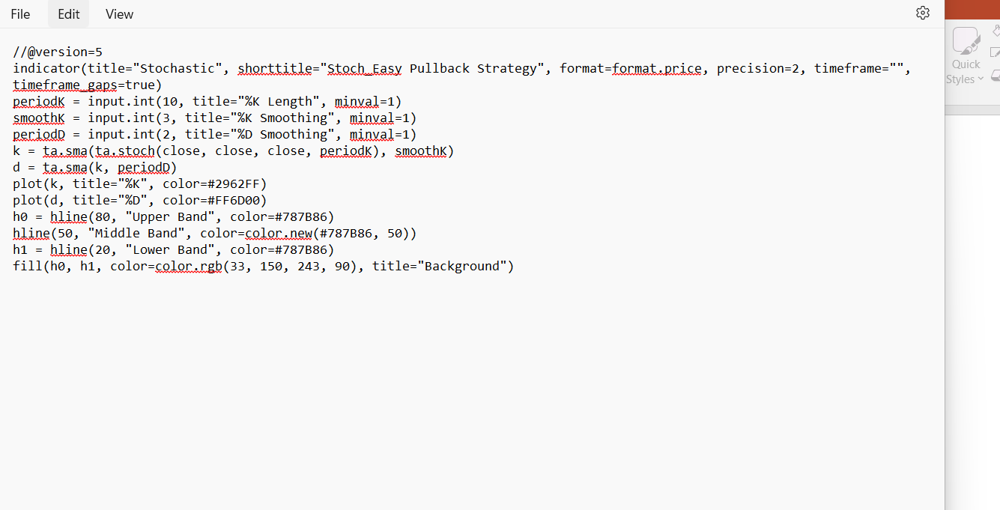 File Edit View
//@version=5
indicator(title="Stochastic", shorttitle="Stoch_Easy Pullback Strategy", format=format.price, precision=2, timeframe="",
timeframe_gaps=true)
periodK = input.int(10, title="%K Length", minval=1)
smoothK = input.int(3, title="%K Smoothing", minval=1)
periodD = input.int(2, title="%D Smoothing", minval=1)
k = ta.sma(ta.stoch(close, close, close, periodK), smoothK)
d = ta.sma(k, periodD)
plot(k, title="%K", color=#2962FF)
plot(d, title="%D", color=#FF6D00)
h0 = hline(80, "Upper Band", color=#787B86)
hline(50, "Middle Band", color=color.new(#787B86, 50))
h1 = hline(20, "Lower Band", color=#787B86)
fill(h0, h1, color=color.rgb(33, 150, 243, 90), title="Background")
Quick
Styles